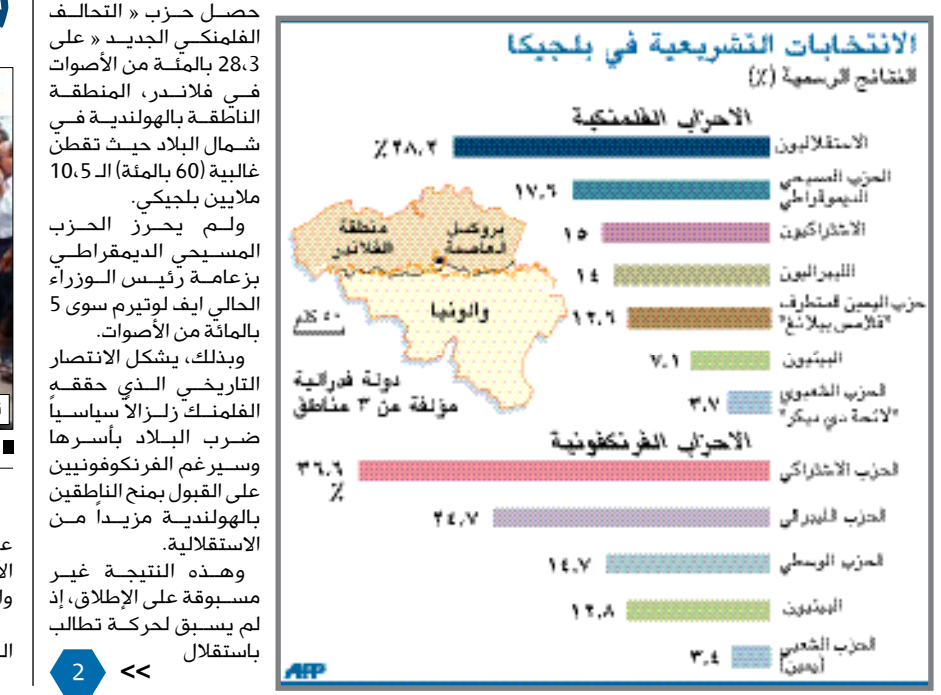 حصل حزب « التحالف
الفلمنكي الجديد « على
28،3 بالمئة من الأصوات
في فلاندر، المنطقة
الناطقة بالهولندية في
شمال البلاد حيث تقطن
غالبية (60 بالمئة) الـ 10،5
ملايين بلجيكي.
ولم يحرز الحزب
المسيحي الديمقراطي
بزعامة رئيس الوزراء
الحالي ايف لوتيرم سوى 5
بالمائة من الأصوات.
وبذلك، يشكل الانتصار
التاريخي الذي حققه
الفلمنك زلزالاً سياسياً
ضرب البلاد بأسرها
وسيرغم الفرنكوفونيين
على القبول بمنح الناطقين
بالهولندية مزيداً من
الاستقلالية.
وهذه النتيجة غير
مسبوقة على الإطلاق، إذ
لم يسبق لحركة تطالب
باستقلال
>> 2
الانتخابات التشريعية في بلجيكا
النتائج الرسمية (٪)
الاحزاب الفلمنكية
الاستقلاليون ٢٨،٢ ٪
الحزب المسيحي
الديموقراطي ١٧،٦
الاشتراكيون ١٥
الليبراليون ١٤
حزب اليمين المتطرف
"فلامس بيلانغ" ١٢،٦
البيئيون ٧،١
الحزب الشعبوي
"لائحة دي ديكر" ٣،٧
منطقة
الفلاندر
بروكسل
العاصمة
والونيا
٤٠ كلم
دولة فدرالية
مؤلفة من ٣ مناطق
الاحزاب الفرنكفونية
الحزب الاشتراكي ٣٦،٦
٪
الحزب الليبرالي ٢٤،٧
الحزب الوسطي ١٤،٧
البيئيون ١٢،٨
الحزب الشعبي
(يمين) ٣،٤
AFP